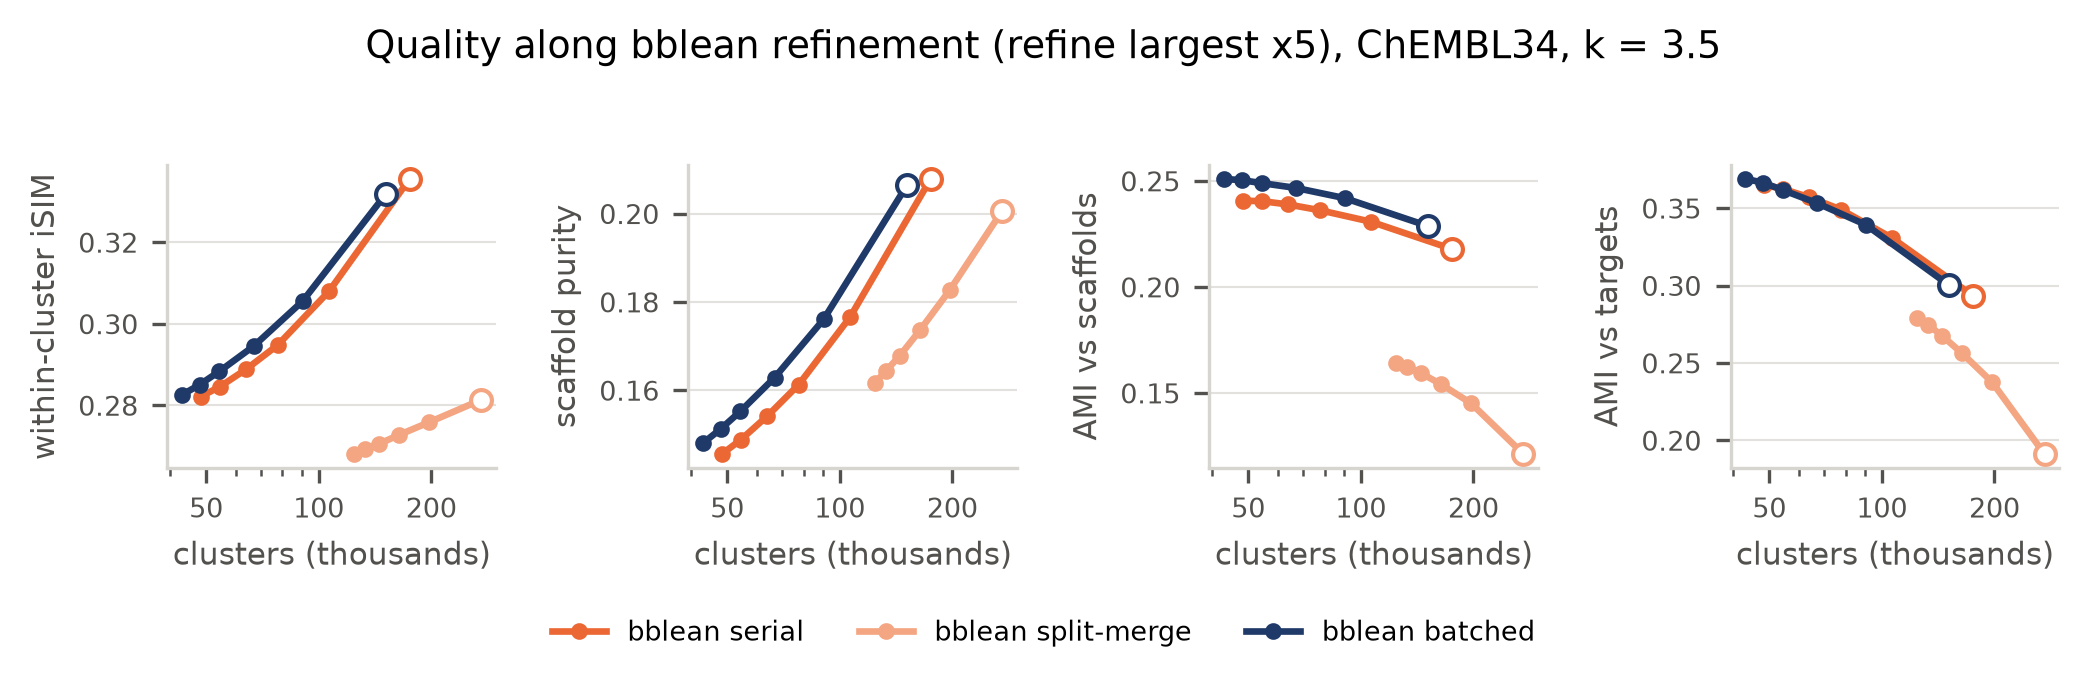 Quality along bblean refinement (refine largest x5), ChEMBL34, k = 3.5
within-cluster iSIM
0.32
0.30
0.28
50 100 200
clusters (thousands)
scaffold purity
0.20
0.18
0.16
50 100 200
clusters (thousands)
AMI vs scaffolds
0.25
0.20
0.15
50 100 200
clusters (thousands)
AMI vs targets
0.35
0.30
0.25
0.20
50 100 200
clusters (thousands)
bblean serial bblean split-merge bblean batched